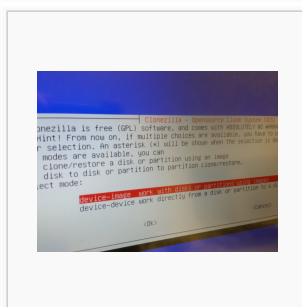 Clonezilla - Opensource Clone System (OCS)
onezilla is free (GPL) software, and comes with ABSOLUTELY NO
Hint! From now on, if multiple choices are available, you have to
r selection. An asterisk (*) will be shown when the selection is
modes are available, you can
clone/restore a disk or partition using an image
disk to disk or partition to partition clone/restore.
ect mode:
device-image work with disks or partitions using images
device-device work directly from a disk or partition to a
<Ok> <Cancel>